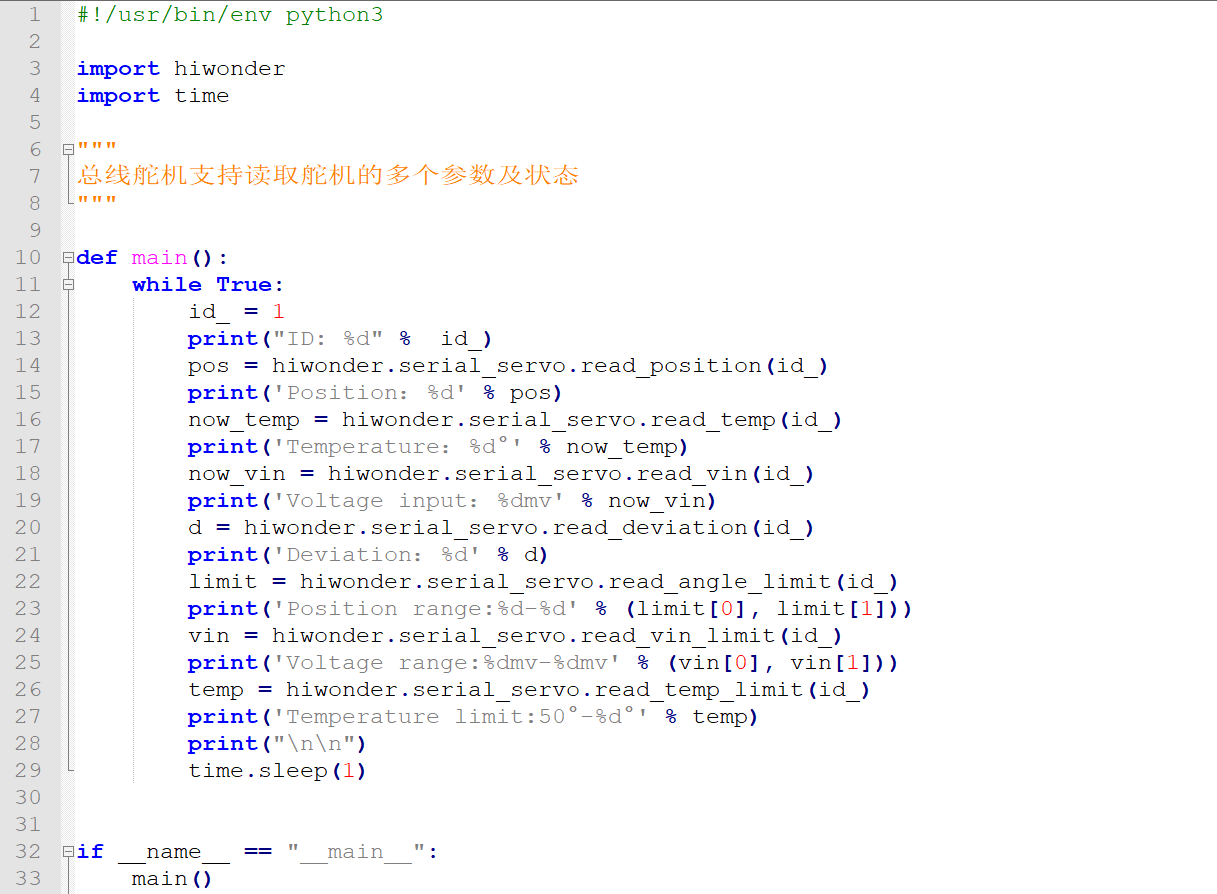 1 #!/usr/bin/env python3
2
3 import hiwonder
4 import time
5
6 """
7 总线舵机支持读取舵机的多个参数及状态
8 """
9
10 def main():
11     while True:
12         id_ = 1
13         print("ID: %d" %  id_)
14         pos = hiwonder.serial_servo.read_position(id_)
15         print('Position: %d' % pos)
16         now_temp = hiwonder.serial_servo.read_temp(id_)
17         print('Temperature: %d°' % now_temp)
18         now_vin = hiwonder.serial_servo.read_vin(id_)
19         print('Voltage input: %dmv' % now_vin)
20         d = hiwonder.serial_servo.read_deviation(id_)
21         print('Deviation: %d' % d)
22         limit = hiwonder.serial_servo.read_angle_limit(id_)
23         print('Position range:%d-%d' % (limit[0], limit[1]))
24         vin = hiwonder.serial_servo.read_vin_limit(id_)
25         print('Voltage range:%dmv-%dmv' % (vin[0], vin[1]))
26         temp = hiwonder.serial_servo.read_temp_limit(id_)
27         print('Temperature limit:50°-%d°' % temp)
28         print("\n\n")
29         time.sleep(1)
30
31
32 if __name__ == "__main__":
33     main()